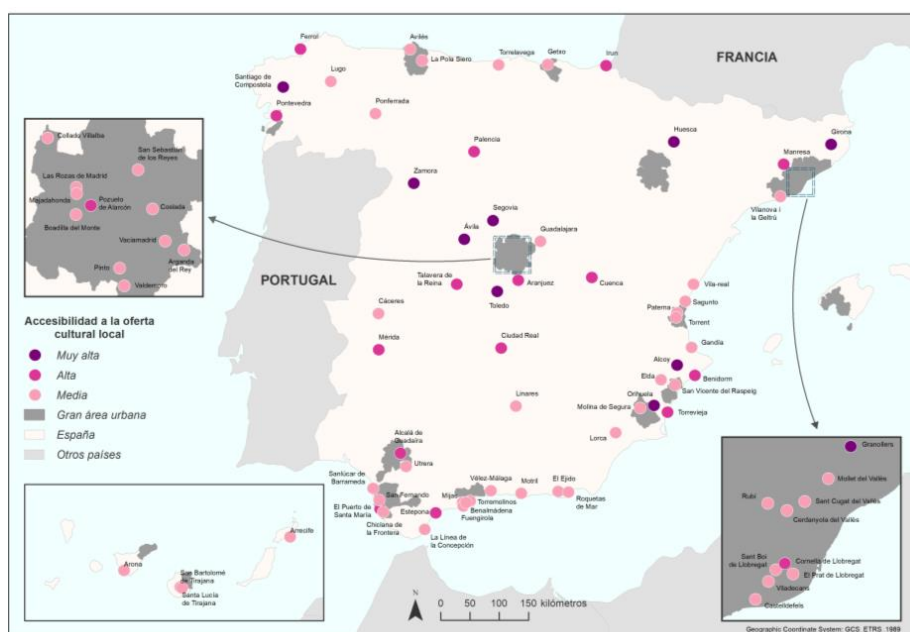 FRANCIA
Ferrol
Avilés
La Pola Siero
Torrelavega
Getxo
Irun
Santiago de
Compostela
Lugo
Pontevedra
Ponferrada
Palencia
Huesca
Girona
Manresa
Vilanova i
la Geltrú
Zamora
Segovia
Ávila
Guadalajara
Collado Villalba
San Sebastián
de los Reyes
Las Rozas de Madrid
Majadahonda
Pozuelo
de Alarcón
Coslada
Boadilla del Monte
Vaciamadrid
Arganda
del Rey
Pinto
Valdemoro
PORTUGAL
Talavera de
la Reina
Aranjuez
Toledo
Cuenca
Cáceres
Mérida
Ciudad Real
Vila-real
Sagunto
Paterna
Torrent
Gandía
Alcoy
Benidorm
Elda
San Vicente del Raspeig
Orihuela
Molina de Segura
Torrevieja
Linares
Lorca
Alcalá de
Guadaíra
Utrera
Sanlúcar de
Barrameda
San Fernando
El Puerto de
Santa María
Chiclana de
la Frontera
Estepona
La Línea de
la Concepción
Mijas
Vélez-Málaga
Torremolinos
Benalmádena
Fuengirola
Motril
El Ejido
Roquetas
de Mar
Accesibilidad a la oferta
cultural local
Muy alta
Alta
Media
Gran área urbana
España
Otros países
Arrecife
Arona
San Bartolomé
de Tirajana
Santa Lucía
de Tirajana
N
0 25 50 100 150
kilómetros
Granollers
Mollet del Vallès
Rubí
Sant Cugat del Vallès
Cerdanyola del Vallès
Sant Boi
de Llobregat
Cornellà de Llobregat
El Prat de Llobregat
Viladecans
Castelldefels
Geographic Coordinate System: GCS ETRS 1989